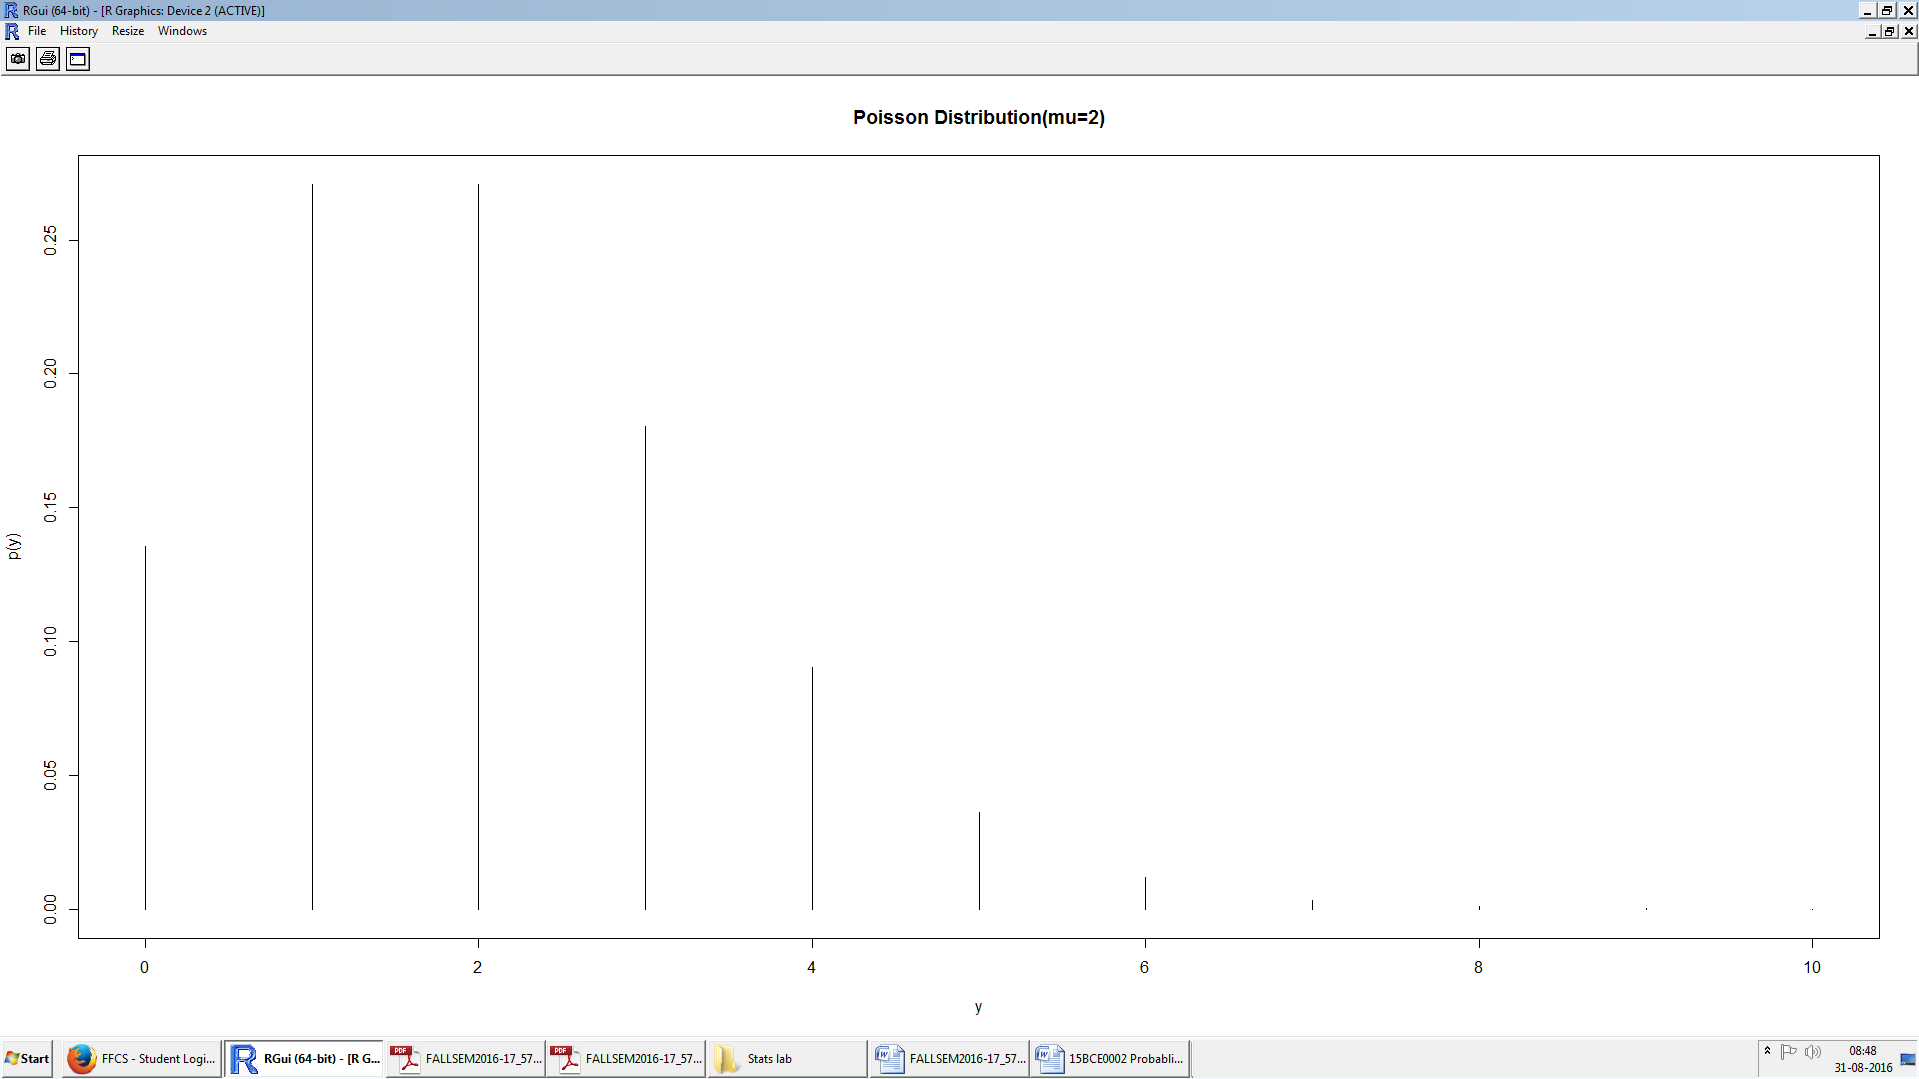 RGui (64-bit) - [R Graphics: Device 2 (ACTIVE)]
File History Resize Windows
Poisson Distribution(mu=2)
p(y)
0.25
0.20
0.15
0.10
0.05
0.00
0 2 4 6 8 10
y
Start FFCS - Student Logi... RGui (64-bit) - [R G... FALLSEM2016-17_57... FALLSEM2016-17_57... Stats lab FALLSEM2016-17_57... 15BCE0002 Probabli... 08:48
31-08-2016